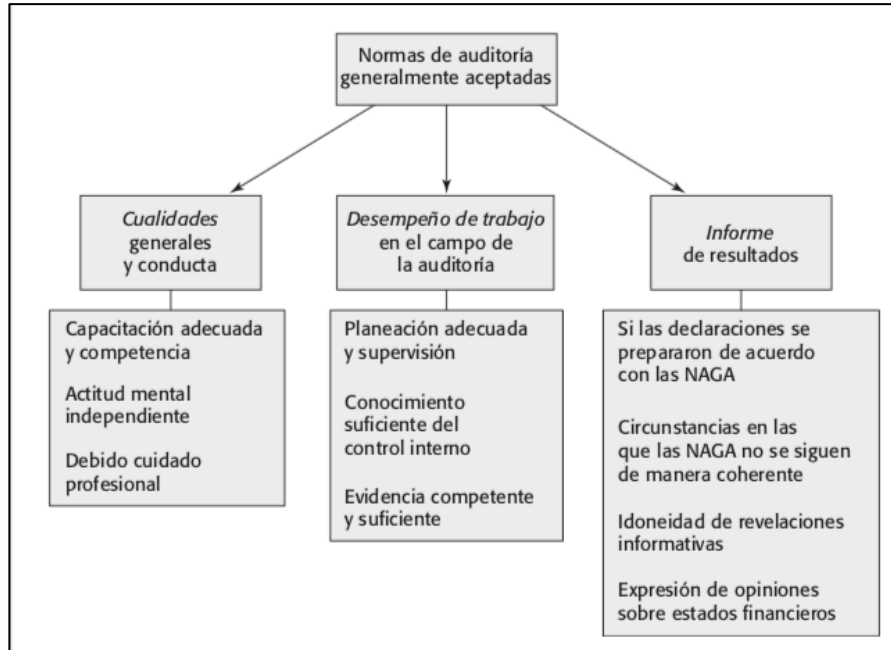 Normas de auditoría
generalmente aceptadas
Cualidades
generales
y conducta
Desempeño de trabajo
en el campo de
la auditoría
Informe
de resultados
Capacitación adecuada
y competencia
Actitud mental
independiente
Debido cuidado
profesional
Planeación adecuada
y supervisión
Conocimiento
suficiente del
control interno
Evidencia competente
y suficiente
Si las declaraciones se
prepararon de acuerdo
con las NAGA
Circunstancias en las
que las NAGA no se siguen
de manera coherente
Idoneidad de revelaciones
informativas
Expresión de opiniones
sobre estados financieros